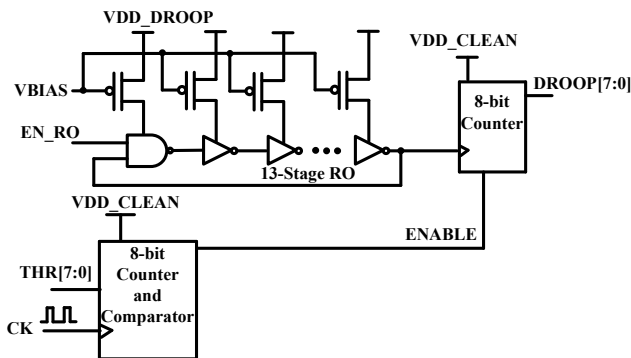 VDD_DROOP
VDD_CLEAN
VBIAS
DROOP[7:0]
8-bit
Counter
EN_RO
13-Stage RO
VDD_CLEAN
ENABLE
THR[7:0]
8-bit
Counter
and
Comparator
CK